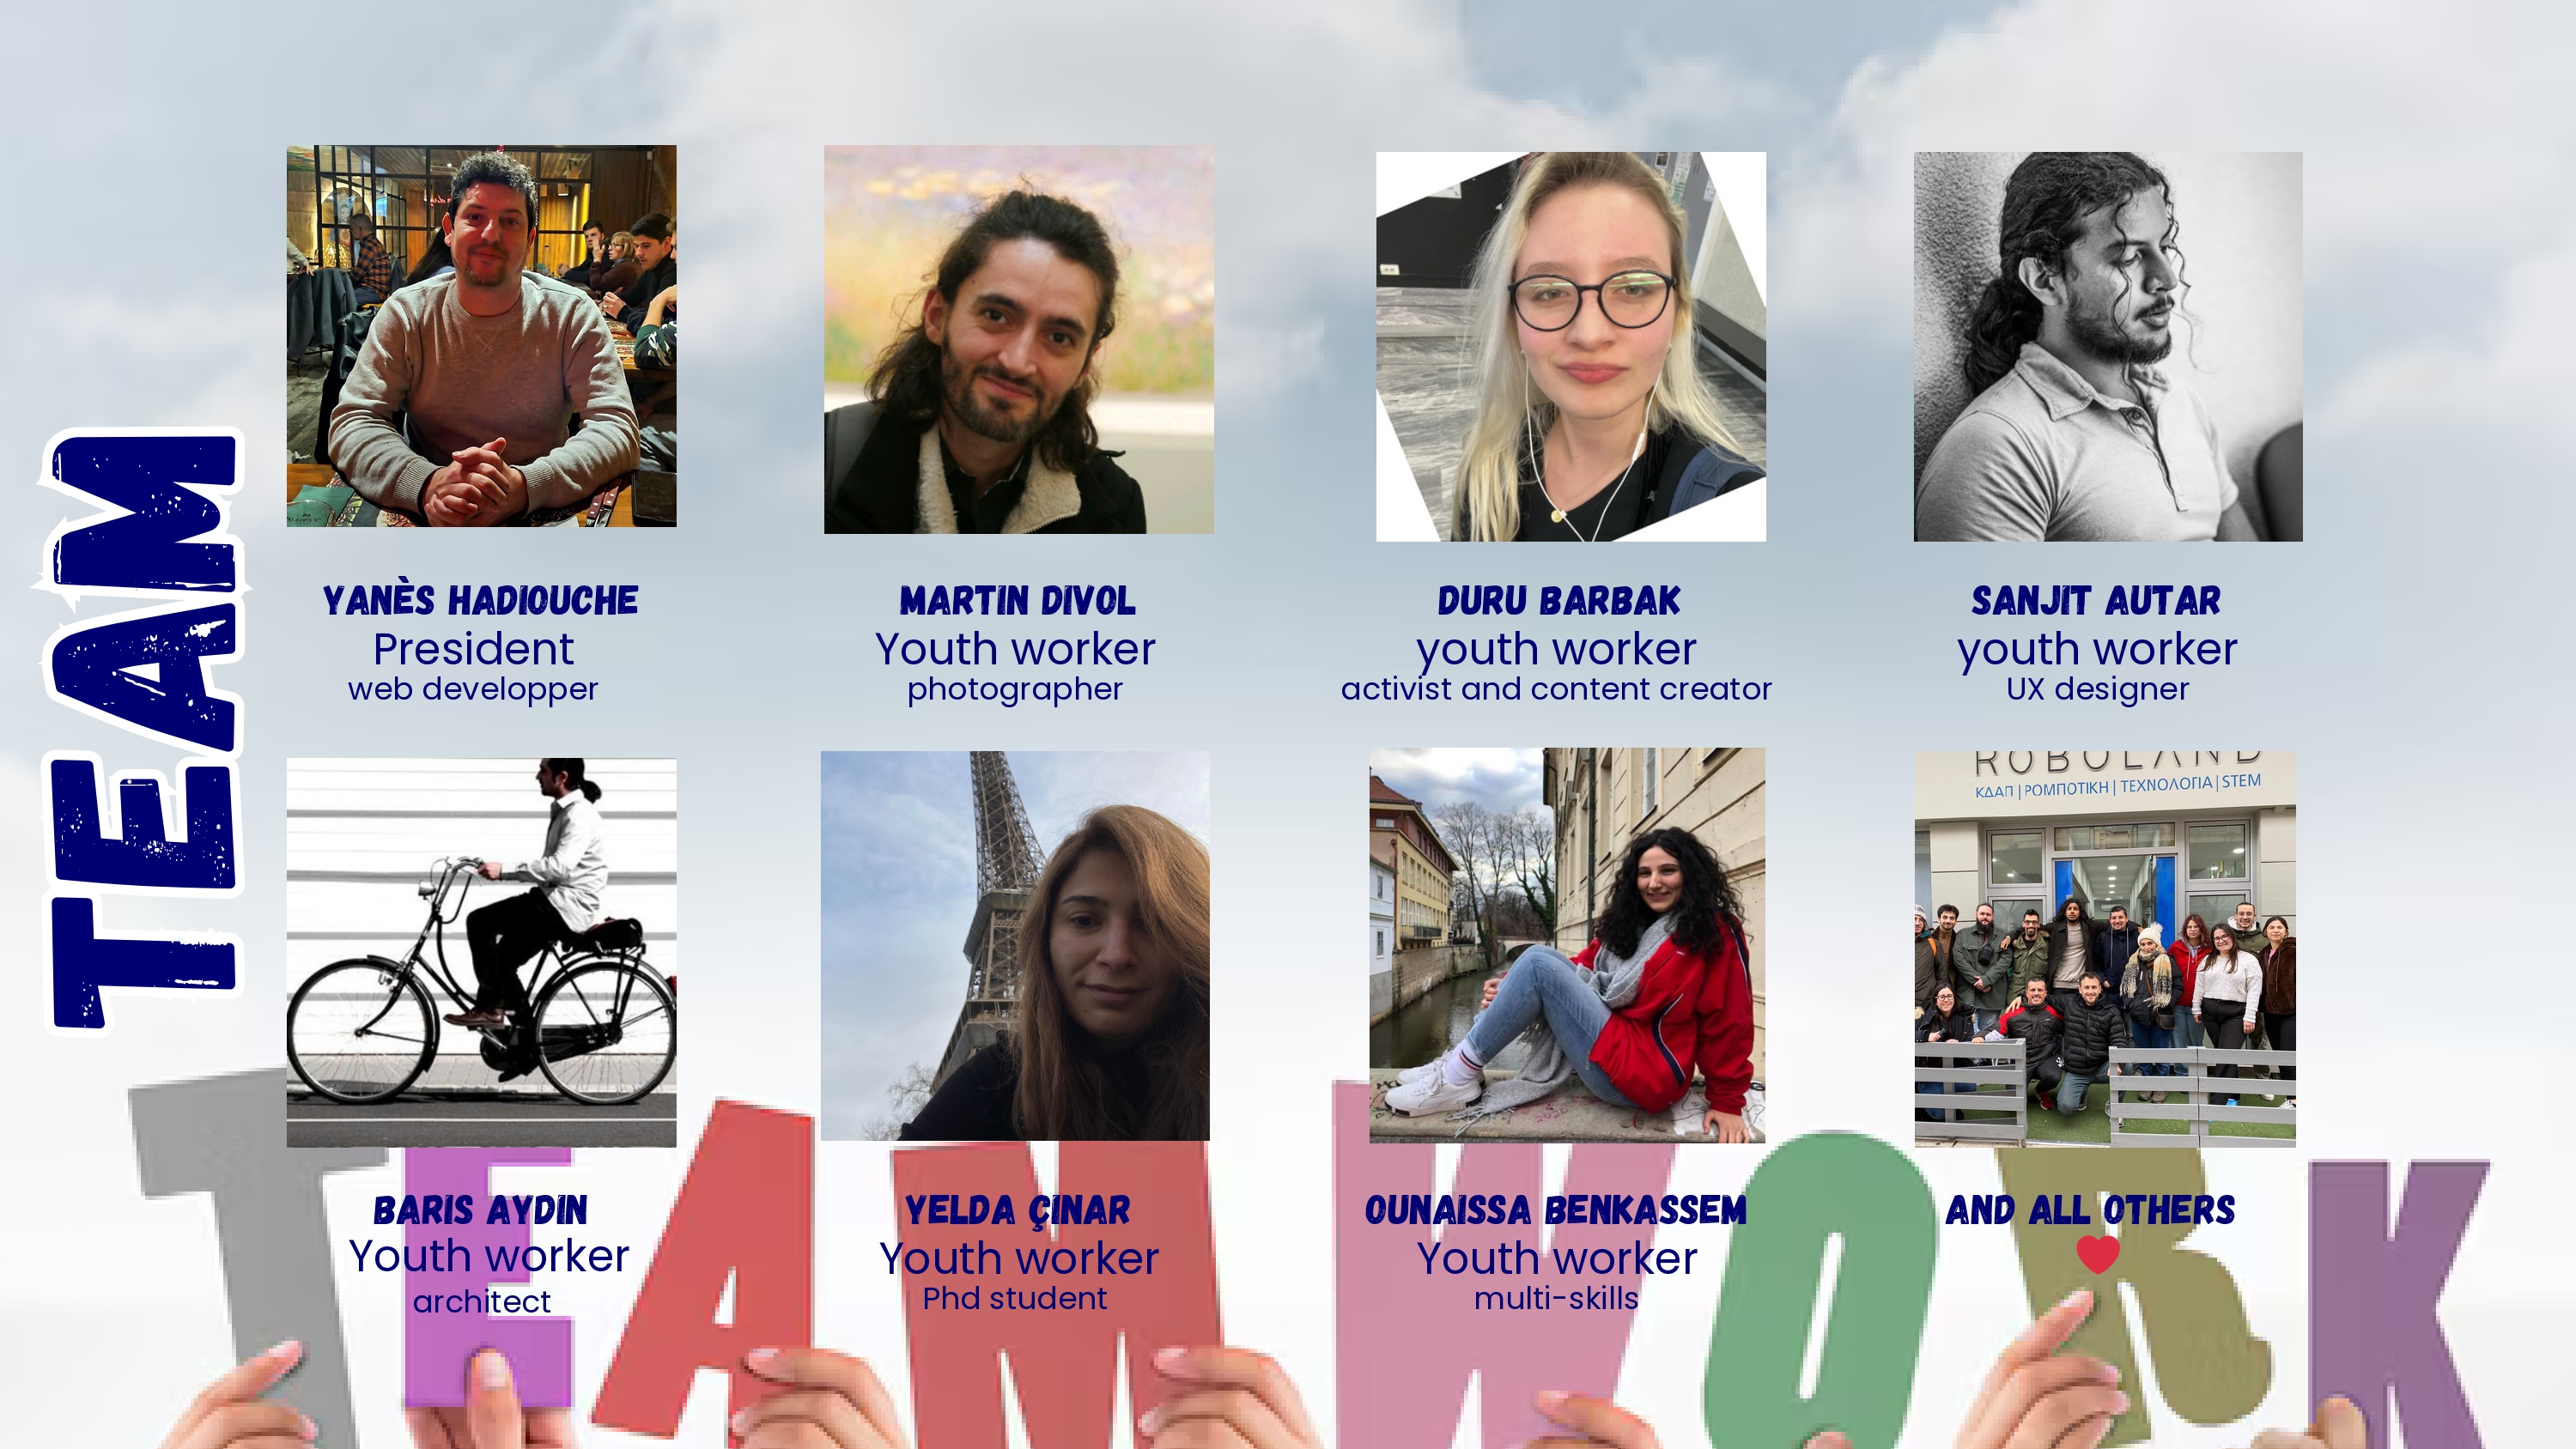 TEAM
YANÈS HADIOUCHE
President
web developper
MARTIN DIVOL
Youth worker
photographer
DURU BARBAK
youth worker
activist and content creator
SANJIT AUTAR
youth worker
UX designer
ROBOLAND
ΚΔΑΠ | ΡΟΜΠΟΤΙΚΗ | ΤΕΧΝΟΛΟΓΙΑ | STEM
BARIS AYDIN
Youth worker
architect
YELDA ÇINAR
Youth worker
Phd student
OUNAISSA BENKASSEM
Youth worker
multi-skills
AND ALL OTHERS
TEAMWORK